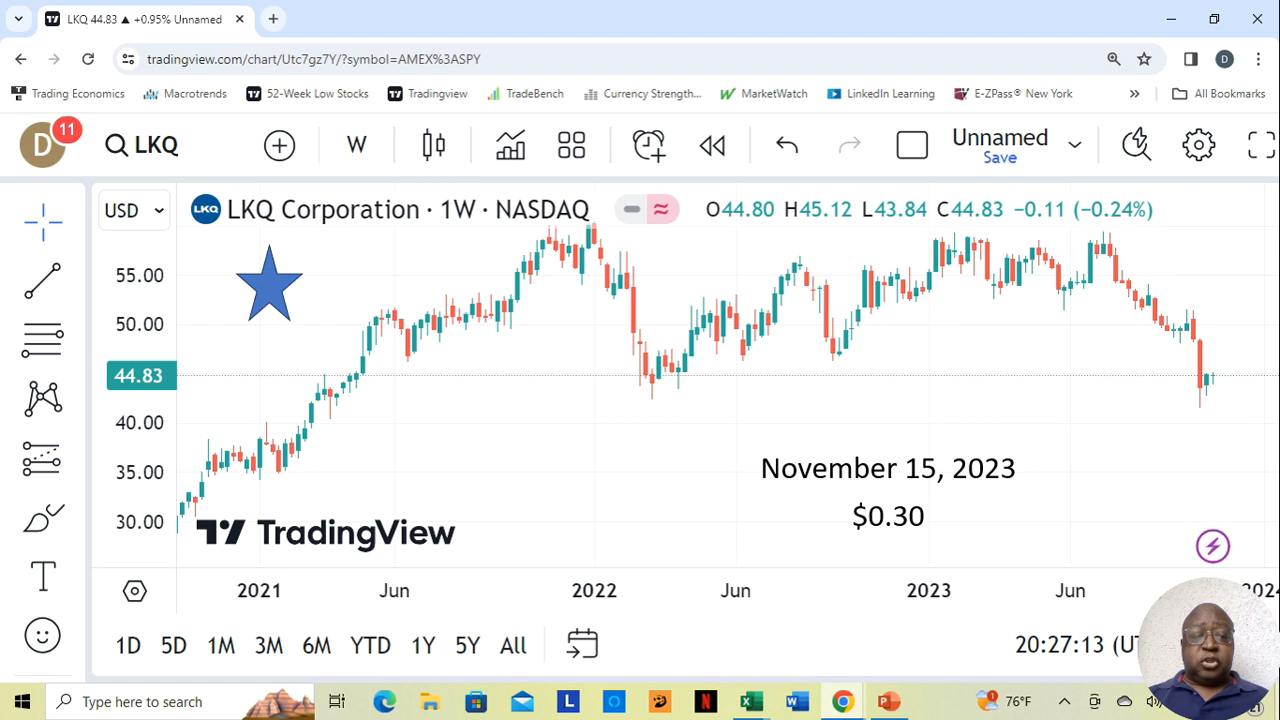 LKQ 44.83 ▲ +0.95% Unnamed
tradingview.com/chart/Utc7gz7Y/?symbol=AMEX%3ASPY
D
Trading Economics
Macrotrends
52-Week Low Stocks
Tradingview
TradeBench
Currency Strength...
MarketWatch
LinkedIn Learning
E-ZPass® New York
»
All Bookmarks
D
11
LKQ
W
Unnamed
Save
USD
LKQ
LKQ Corporation · 1W · NASDAQ
O44.80 H45.12 L43.84 C44.83 −0.11 (−0.24%)
55.00
50.00
44.83
40.00
35.00
30.00
November 15, 2023
$0.30
TradingView
2021 Jun 2022 Jun 2023 Jun
1D 5D 1M 3M 6M YTD 1Y 5Y All
20:27:13 (UT
Type here to search
76°F